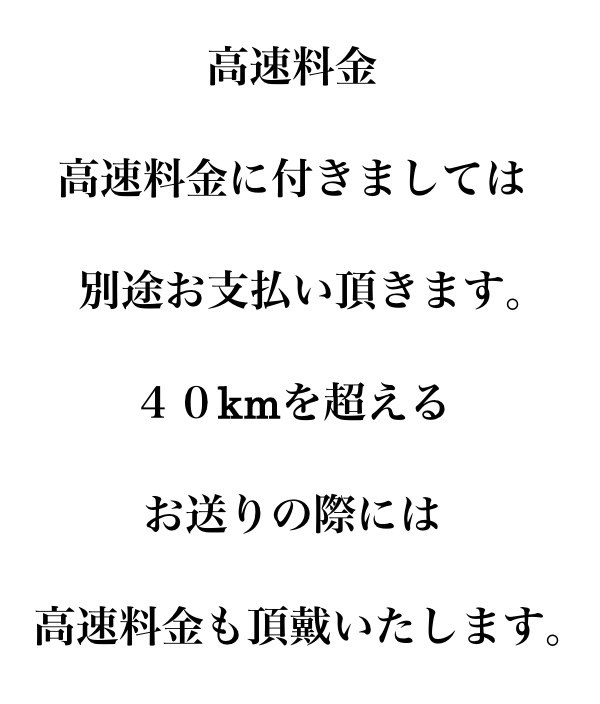 高速料金
高速料金に付きましては
別途お支払い頂きます。
４０kmを超える
お送りの際には
高速料金も頂戴いたします。